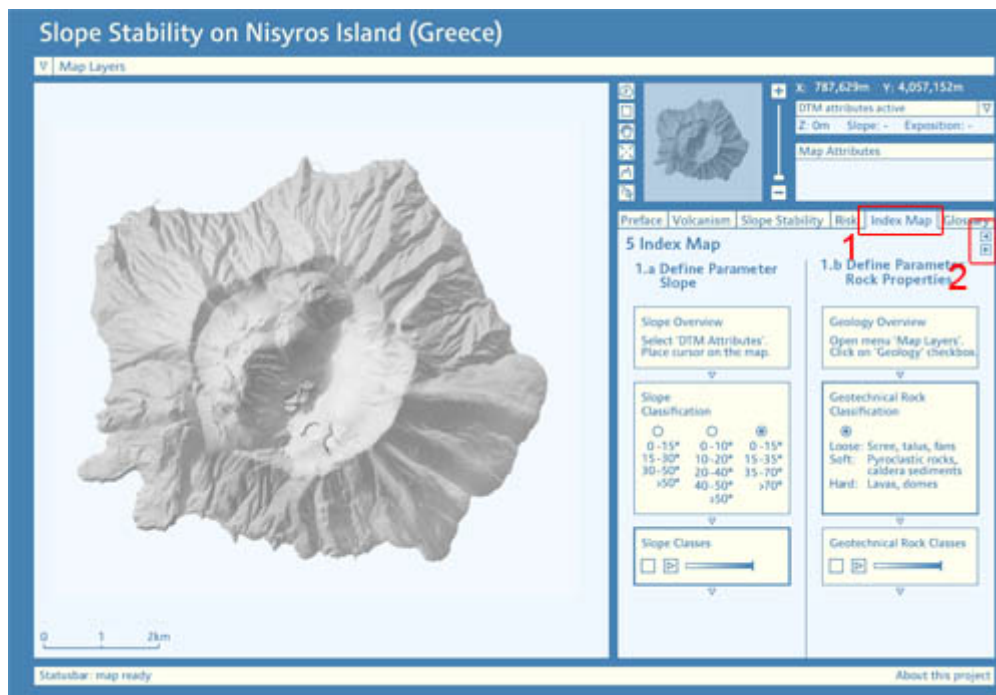 Slope Stability on Nisyros Island (Greece)
Map Layers
X: 787,629m Y: 4,057,152m
DTM attributes active
Z: 0m Slope: - Exposition: -
Map Attributes
Preface Volcanism Slope Stability Risk Index Map Glossary
1
2
5 Index Map
1.a Define Parameter
Slope
Slope Overview
Select 'DTM Attributes'.
Place cursor on the map.
Slope
Classification
0-15° 0-10° 0-15°
15-30° 10-20° 15-35°
30-50° 20-40° 35-70°
>50° 40-50° >70°
≥50°
Slope Classes
1.b Define Parameter
Rock Properties
Geology Overview
Open menu 'Map Layers'.
Click on 'Geology' checkbox.
Geotechnical Rock
Classification
Loose: Scree, talus, fans
Soft: Pyroclastic rocks,
caldera sediments
Hard: Lavas, domes
Geotechnical Rock Classes
0 1 2km
Statusbar: map ready
About this project